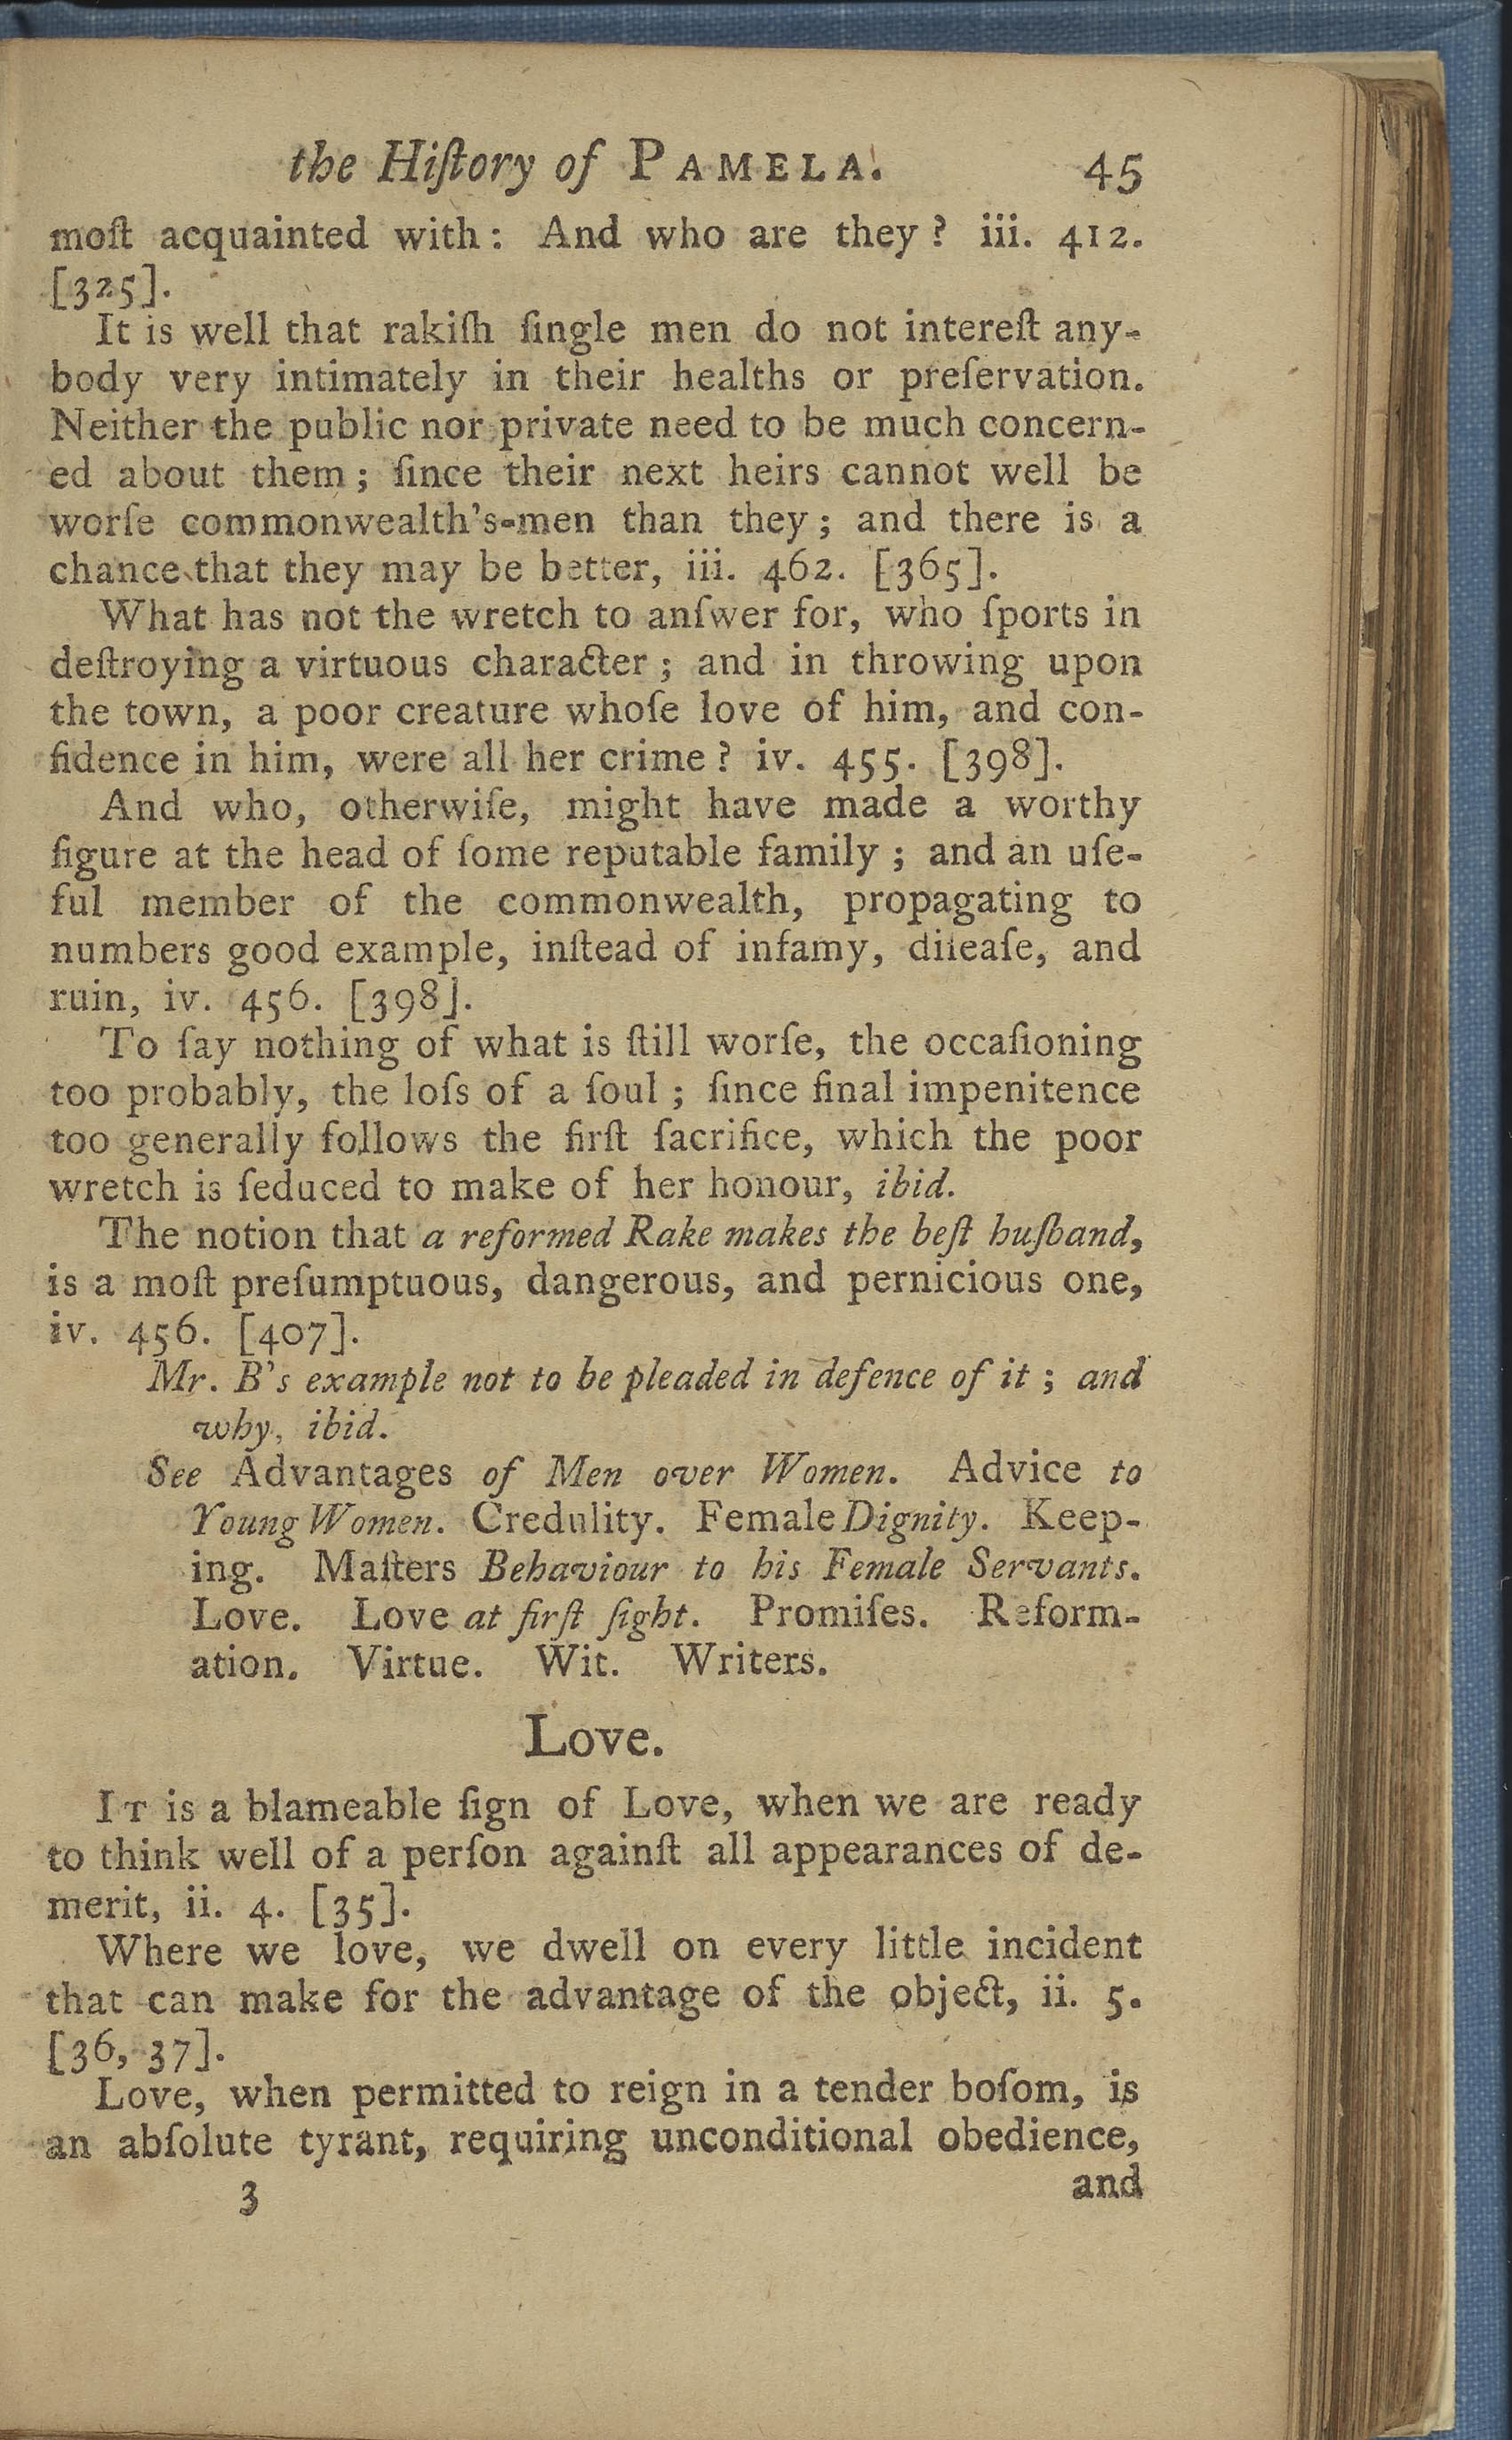 the Hiſtory of PAMELA. 45
moſt acquainted with: And who are they? iii. 412.
[325].
It is well that rakiſh ſingle men do not intereſt any-
body very intimately in their healths or preſervation.
Neither the public nor private need to be much concern-
ed about them; ſince their next heirs cannot well be
worſe commonwealth's-men than they; and there is a
chance that they may be better, iii. 462. [365].
What has not the wretch to anſwer for, who ſports in
deſtroying a virtuous character; and in throwing upon
the town, a poor creature whoſe love of him, and con-
fidence in him, were all her crime? iv. 455. [398].
And who, otherwiſe, might have made a worthy
figure at the head of ſome reputable family; and an uſe-
ful member of the commonwealth, propagating to
numbers good example, inſtead of infamy, diſeaſe, and
ruin, iv. 456. [398].
To ſay nothing of what is ſtill worſe, the occaſioning
too probably, the loſs of a ſoul; ſince final impenitence
too generally follows the firſt ſacrifice, which the poor
wretch is ſeduced to make of her honour, ibid.
The notion that a reformed Rake makes the beſt huſband,
is a moſt preſumptuous, dangerous, and pernicious one,
iv. 456. [407].
Mr. B's example not to be pleaded in defence of it; and
why, ibid.
See Advantages of Men over Women. Advice to
Young Women. Credulity. Female Dignity. Keep-
ing. Maſters Behaviour to his Female Servants.
Love. Love at firſt ſight. Promiſes. Reform-
ation. Virtue. Wit. Writers.
Love.
IT is a blameable ſign of Love, when we are ready
to think well of a perſon againſt all appearances of de-
merit, ii. 4. [35].
Where we love, we dwell on every little incident
that can make for the advantage of the object, ii. 5.
[36, 37].
Love, when permitted to reign in a tender boſom, is
an abſolute tyrant, requiring unconditional obedience,
3 and